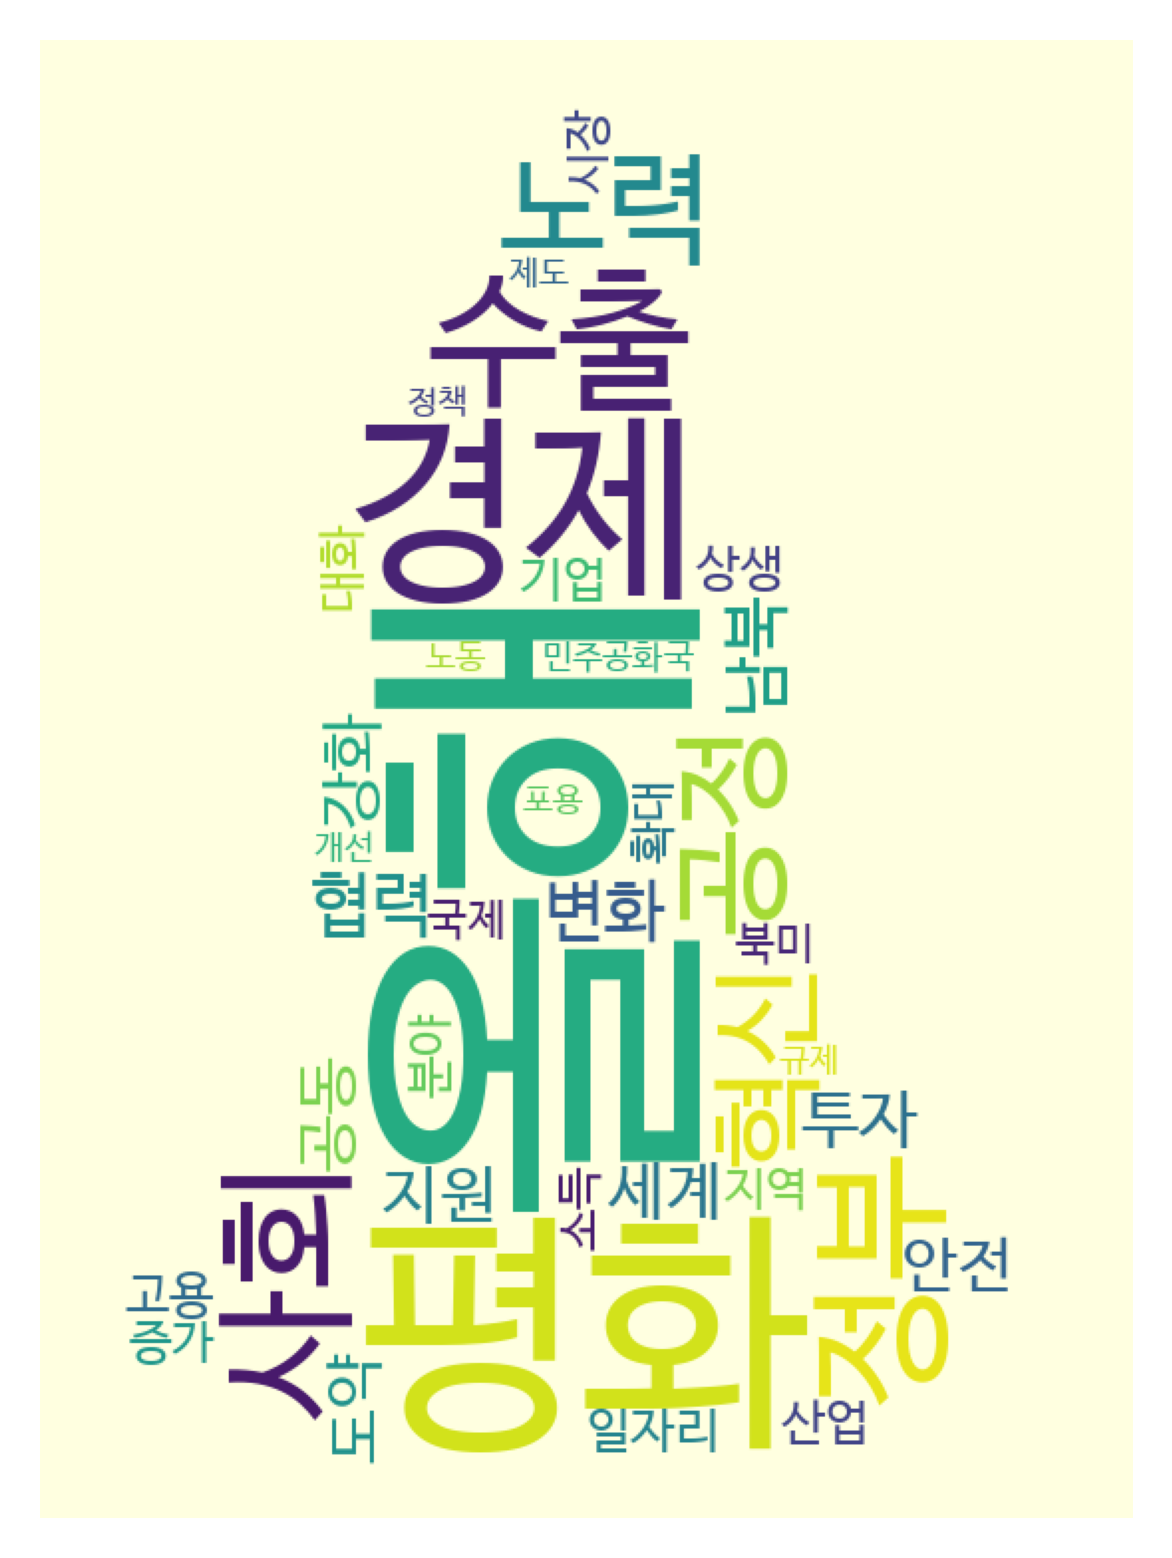 시장
노력
제도
수출
정책
경제
대화
기업
상생
남북
노동
민주공화국
올해
강화
공정
포용
확대
개선
협력
국제
변화
북미
혁신
분야
규제
공동
투자
지원
소득
세계
지역
사회
정부
평화
안전
고용
증가
도약
일자리
산업